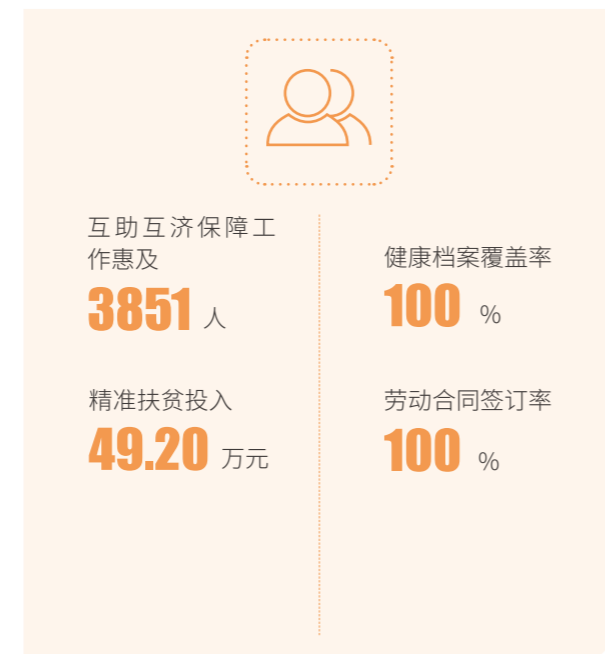 互助互济保障工
作惠及
3851 人
精准扶贫投入
49.20 万元
健康档案覆盖率
100 %
劳动合同签订率
100 %